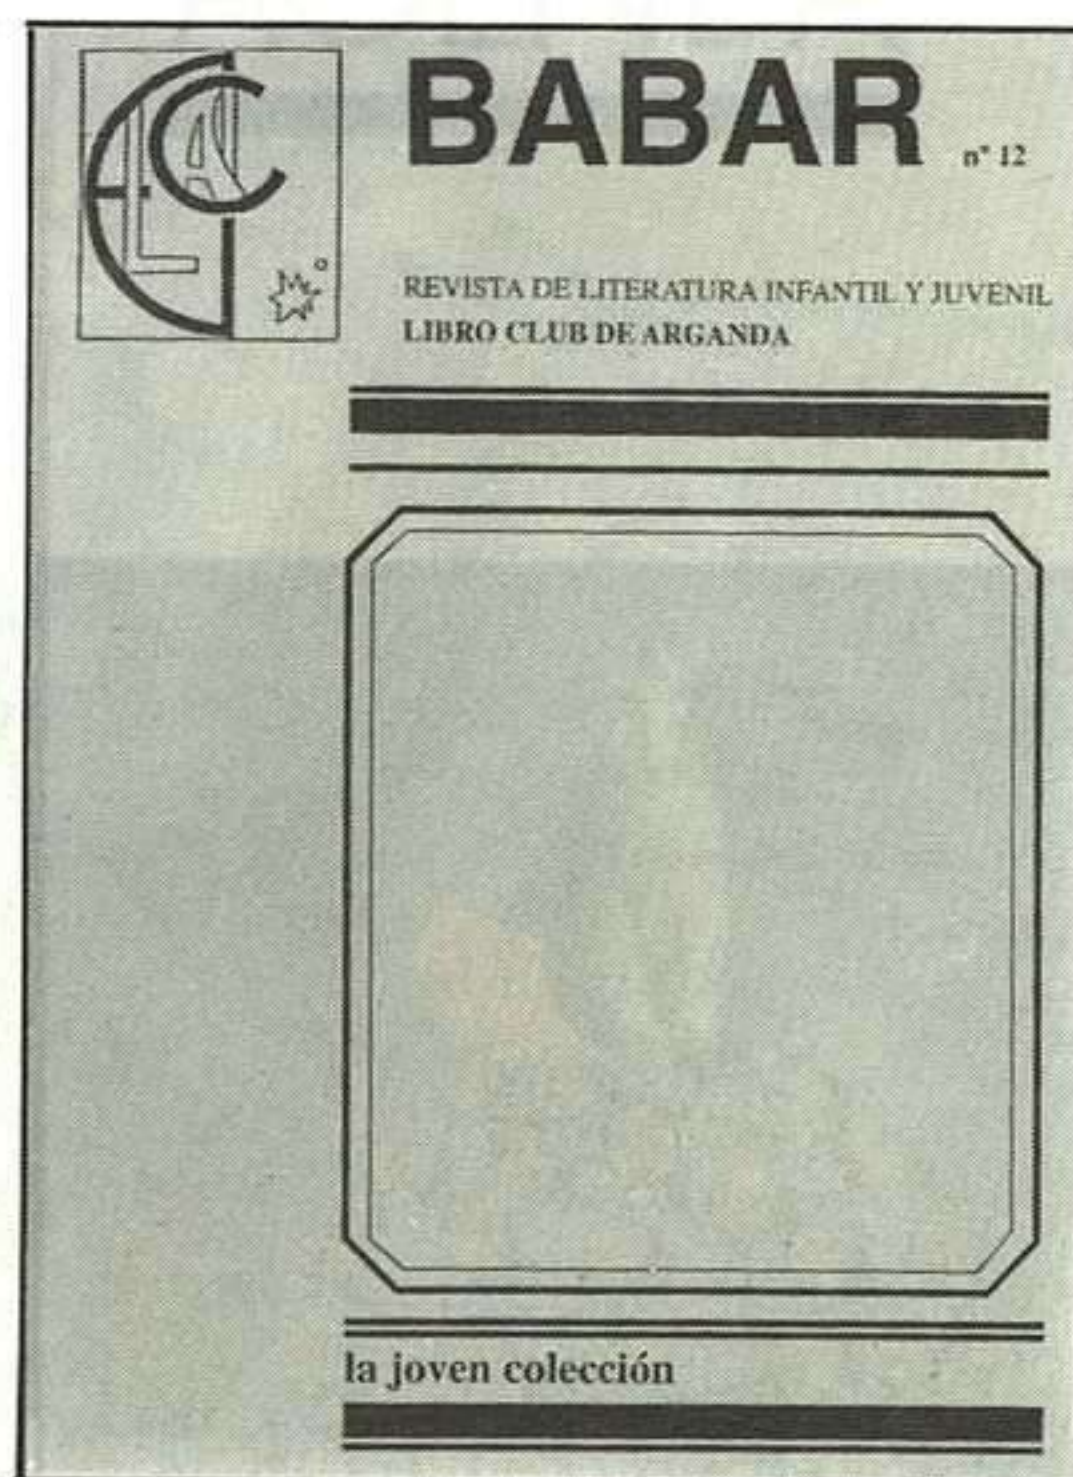 BABAR nº 12
REVISTA DE LITERATURA INFANTIL Y JUVENIL
LIBRO CLUB DE ARGANDA
la joven colección